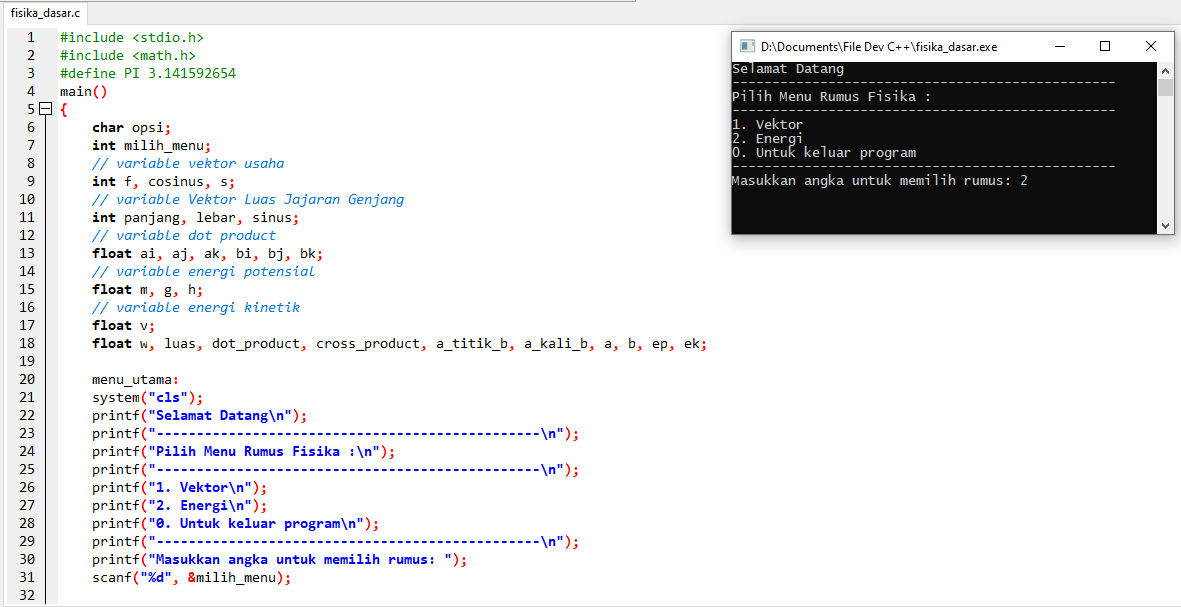 fisika_dasar.c
1 #include <stdio.h>
2 #include <math.h>
3 #define PI 3.141592654
4 main()
5 {
6 char opsi;
7 int milih_menu;
8 // variable vektor usaha
9 int f, cosinus, s;
10 // variable Vektor Luas Jajaran Genjang
11 int panjang, lebar, sinus;
12 // variable dot product
13 float ai, aj, ak, bi, bj, bk;
14 // variable energi potensial
15 float m, g, h;
16 // variable energi kinetik
17 float v;
18 float w, luas, dot_product, cross_product, a_titik_b, a_kali_b, a, b, ep, ek;
19
20 menu_utama:
21 system("cls");
22 printf("Selamat Datang\n");
23 printf("------------------------------------------------\n");
24 printf("Pilih Menu Rumus Fisika :\n");
25 printf("------------------------------------------------\n");
26 printf("1. Vektor\n");
27 printf("2. Energi\n");
28 printf("0. Untuk keluar program\n");
29 printf("------------------------------------------------\n");
30 printf("Masukkan angka untuk memilih rumus: ");
31 scanf("%d", &milih_menu);
32
D:\Documents\File Dev C++\fisika_dasar.exe
Selamat Datang
------------------------------------------------
Pilih Menu Rumus Fisika :
------------------------------------------------
1. Vektor
2. Energi
0. Untuk keluar program
------------------------------------------------
Masukkan angka untuk memilih rumus: 2